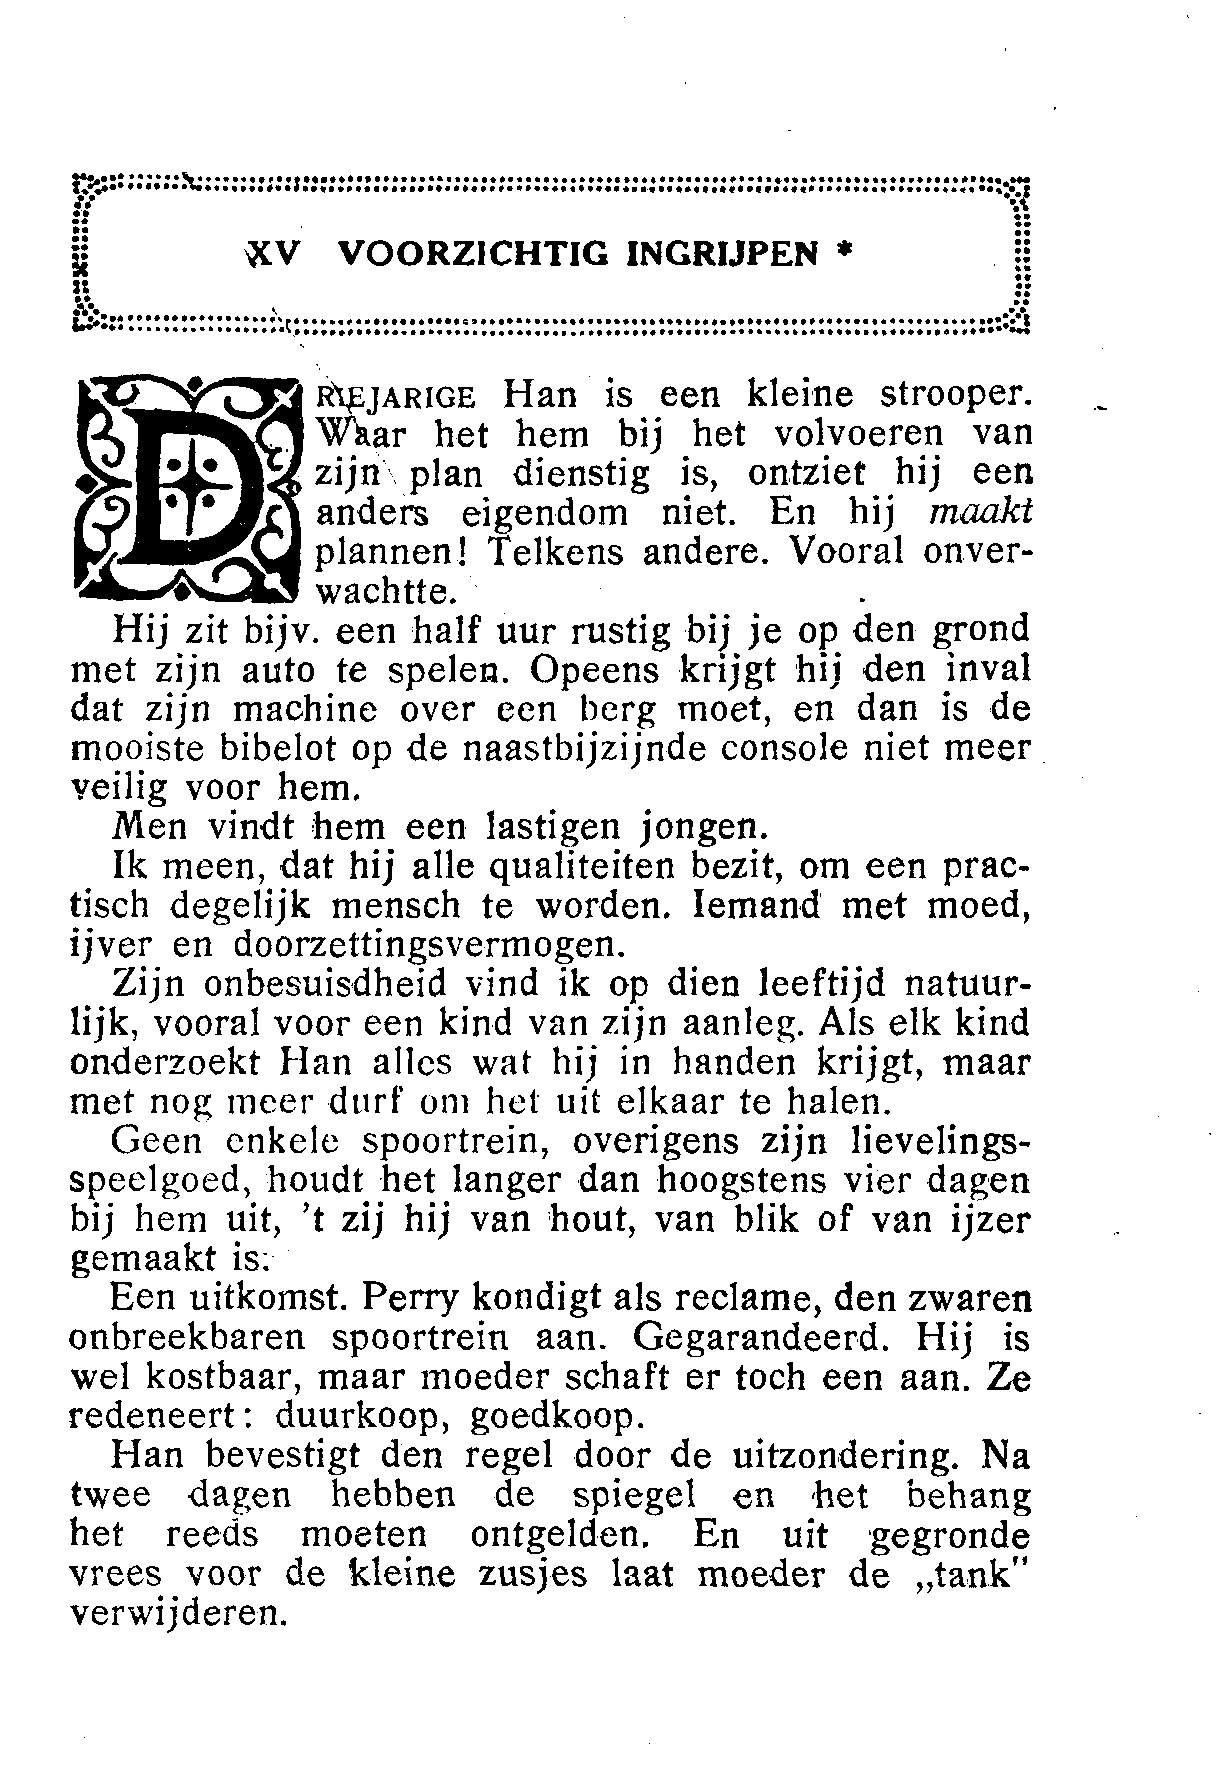 XV VOORZICHTIG INGRIJPEN *
DRIEJARIGE Han is een kleine strooper.
Waar het hem bij het volvoeren van
zijn plan dienstig is, ontziet hij een
anders eigendom niet. En hij maakt
plannen! Telkens andere. Vooral onver-
wachtte.
Hij zit bijv. een half uur rustig bij je op den grond
met zijn auto te spelen. Opeens krijgt hij den inval
dat zijn machine over een berg moet, en dan is de
mooiste bibelot op de naastbijzijnde console niet meer
veilig voor hem.
Men vindt hem een lastigen jongen.
Ik meen, dat hij alle qualiteiten bezit, om een prac-
tisch degelijk mensch te worden. Iemand met moed,
ijver en doorzettingsvermogen.
Zijn onbesuisdheid vind ik op dien leeftijd natuur-
lijk, vooral voor een kind van zijn aanleg. Als elk kind
onderzoekt Han alles wat hij in handen krijgt, maar
met nog meer durf om het uit elkaar te halen.
Geen enkele spoortrein, overigens zijn lievelings-
speelgoed, houdt het langer dan hoogstens vier dagen
bij hem uit, 't zij hij van hout, van blik of van ijzer
gemaakt is.
Een uitkomst. Perry kondigt als reclame, den zwaren
onbreekbaren spoortrein aan. Gegarandeerd. Hij is
wel kostbaar, maar moeder schaft er toch een aan. Ze
redeneert: duurkoop, goedkoop.
Han bevestigt den regel door de uitzondering. Na
twee dagen hebben de spiegel en het behang
het reeds moeten ontgelden. En uit gegronde
vrees voor de kleine zusjes laat moeder de „tank"
verwijderen.